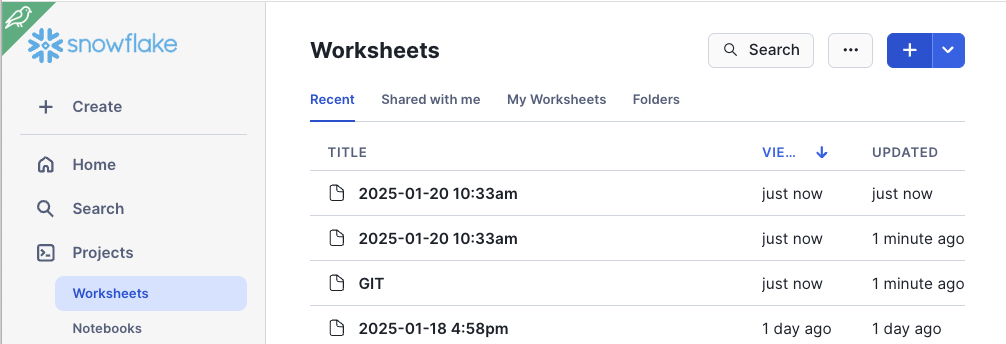 snowflake
Create
Home
Search
Projects
Worksheets
Notebooks
Worksheets
Search
Recent Shared with me My Worksheets Folders
TITLE VIE... UPDATED
2025-01-20 10:33am just now just now
2025-01-20 10:33am just now 1 minute ago
GIT just now 1 minute ago
2025-01-18 4:58pm 1 day ago 1 day ago